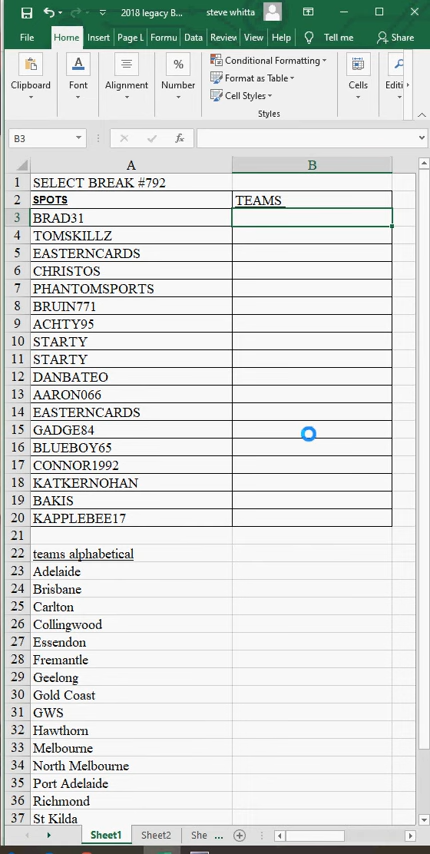 2018 legacy B... steve whitta
File Home Insert Page L Formu Data Review View Help Tell me Share
Clipboard Font Alignment Number Conditional Formatting Format as Table Cell Styles Styles Cells Editi
B3 fx
A B
1 SELECT BREAK #792
2 SPOTS TEAMS
3 BRAD31
4 TOMSKILLZ
5 EASTERNCARDS
6 CHRISTOS
7 PHANTOMSPORTS
8 BRUIN771
9 ACHTY95
10 STARTY
11 STARTY
12 DANBATEO
13 AARON066
14 EASTERNCARDS
15 GADGE84
16 BLUEBOY65
17 CONNOR1992
18 KATKERNOHAN
19 BAKIS
20 KAPPLEBEE17
21
22 teams alphabetical
23 Adelaide
24 Brisbane
25 Carlton
26 Collingwood
27 Essendon
28 Fremantle
29 Geelong
30 Gold Coast
31 GWS
32 Hawthorn
33 Melbourne
34 North Melbourne
35 Port Adelaide
36 Richmond
37 St Kilda
Sheet1 Sheet2 She ...